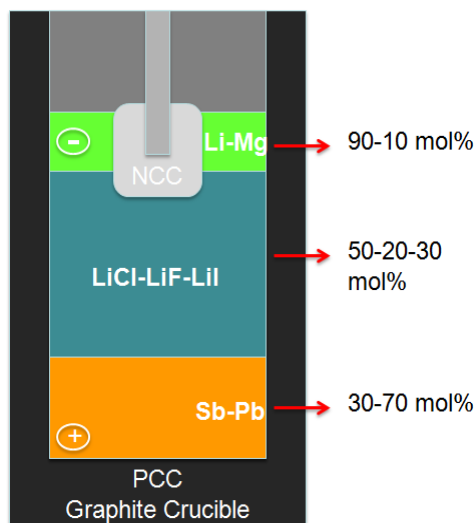 -
Li-Mg
90-10 mol%
NCC
LiCl-LiF-LiI
50-20-30
mol%
Sb-Pb
30-70 mol%
+
PCC
Graphite Crucible